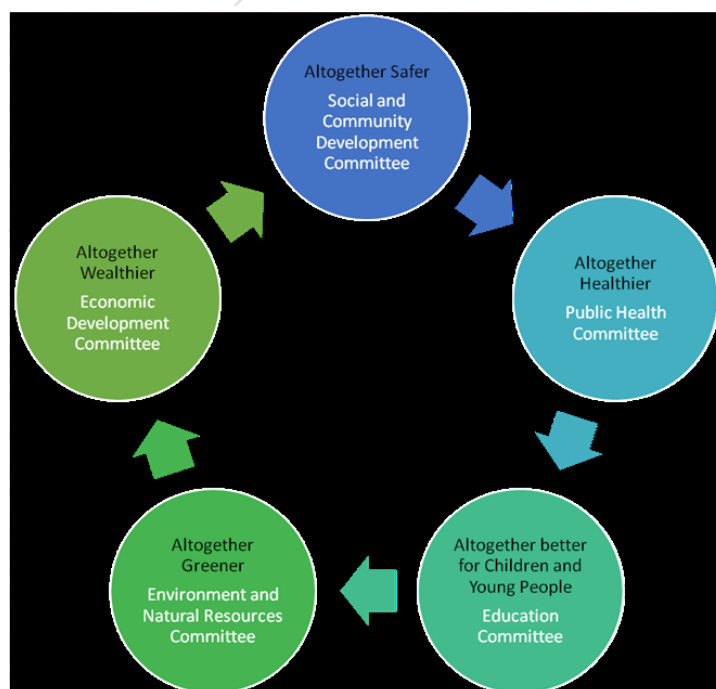 Altogether Safer
Social and
Community
Development
Committee
Altogether
Healthier
Public Health
Committee
Altogether better
for Children and
Young People
Education
Committee
Altogether
Greener
Environment and
Natural Resources
Committee
Altogether
Wealthier
Economic
Development
Committee